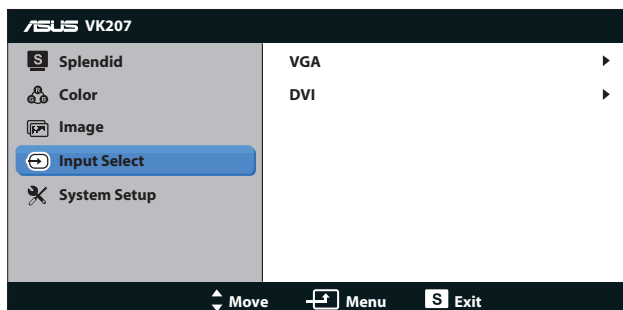 ASUS VK207
S Splendid
VGA
R G B Color
DVI
Image
Input Select
System Setup
Move Menu S Exit